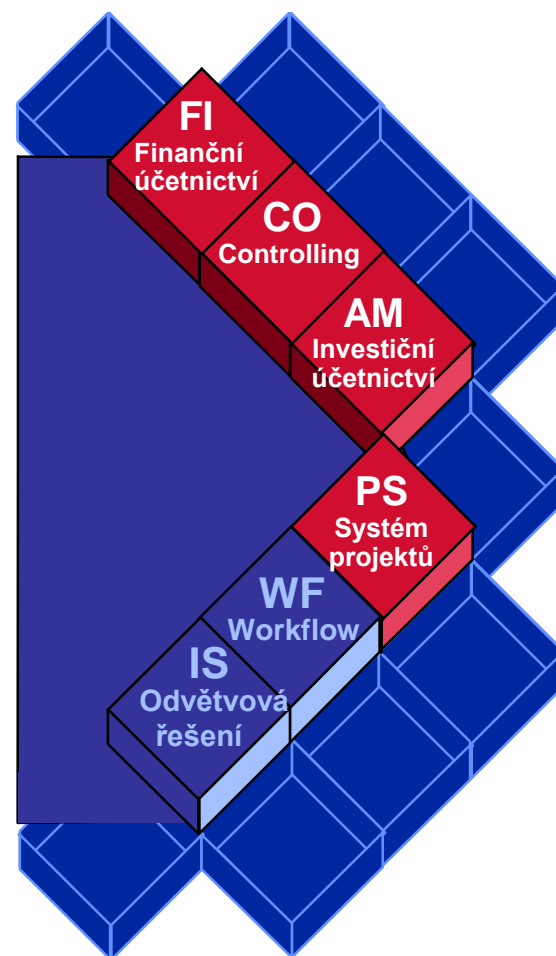 FI
Finanční
účetnictví
CO
Controlling
AM
Investiční
účetnictví
PS
Systém
projektů
WF
Workflow
IS
Odvětvová
řešení